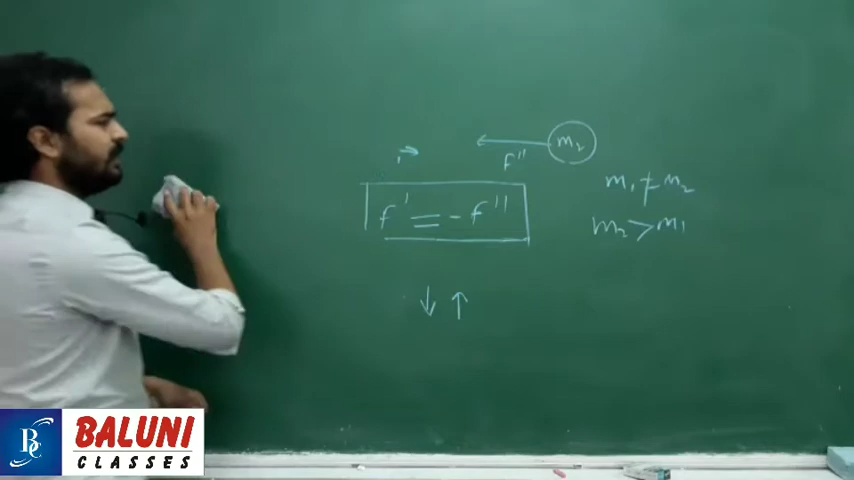 m₂
f''
m₁ ≠ m₂
f' = - f''
m₂ > m₁
↓ ↑
BALUNI
CLASSES